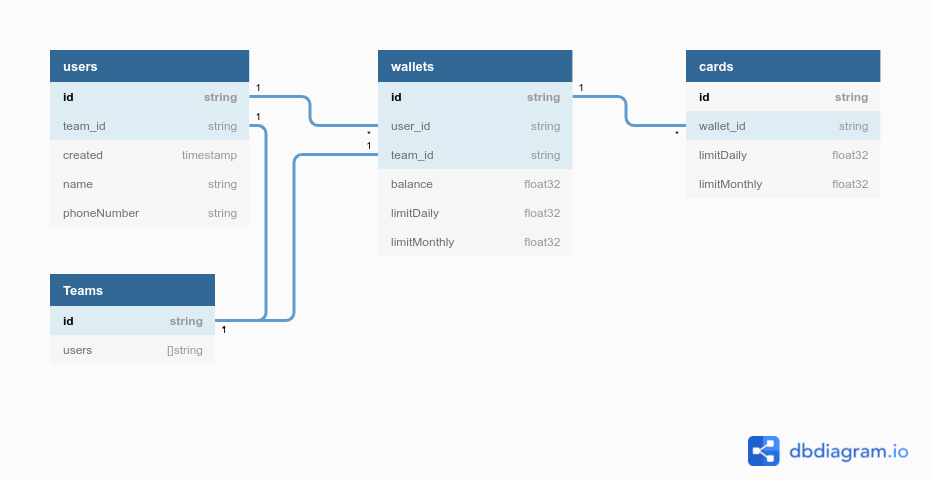 users
id string
team_id string
created timestamp
name string
phoneNumber string
1
1
wallets
id string
user_id string
team_id string
balance float32
limitDaily float32
limitMonthly float32
*
1
1
cards
id string
wallet_id string
limitDaily float32
limitMonthly float32
*
Teams
id string
users []string
1
dbdiagram.io